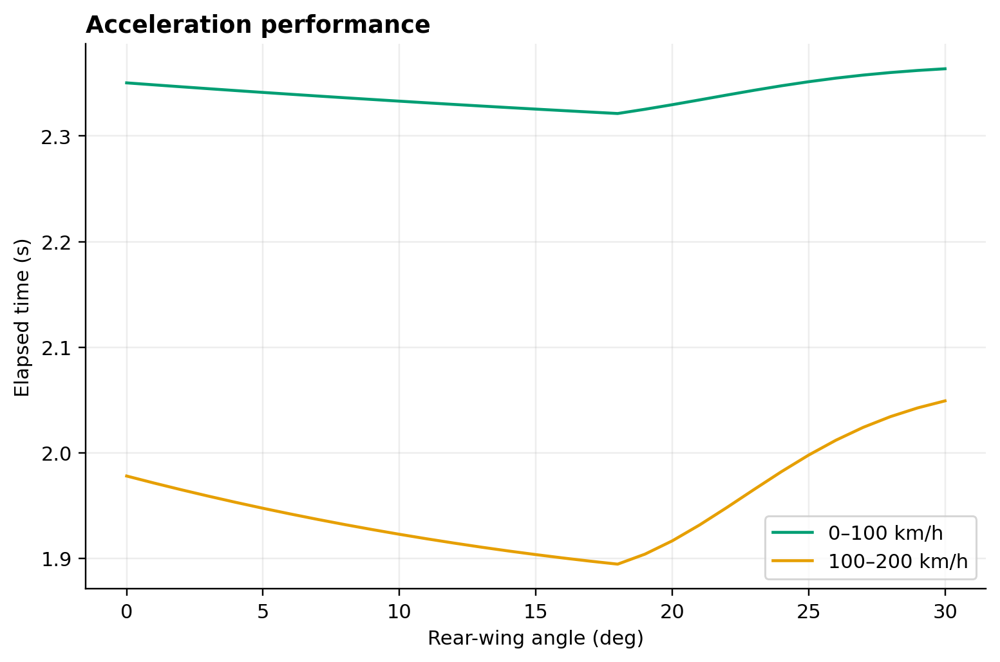 Acceleration performance
Elapsed time (s)
2.3
2.2
2.1
2.0
1.9
0 5 10 15 20 25 30
Rear-wing angle (deg)
0–100 km/h
100–200 km/h